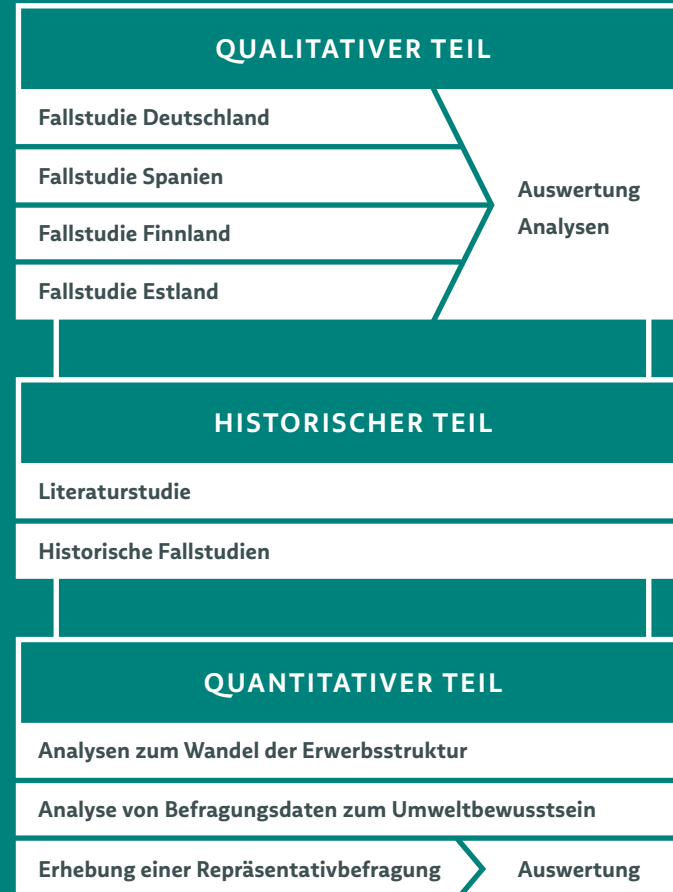 QUALITATIVER TEIL
Fallstudie Deutschland
Fallstudie Spanien
Fallstudie Finnland
Fallstudie Estland
Auswertung
Analysen
HISTORISCHER TEIL
Literaturstudie
Historische Fallstudien
QUANTITATIVER TEIL
Analysen zum Wandel der Erwerbsstruktur
Analyse von Befragungsdaten zum Umweltbewusstsein
Erhebung einer Repräsentativbefragung
Auswertung